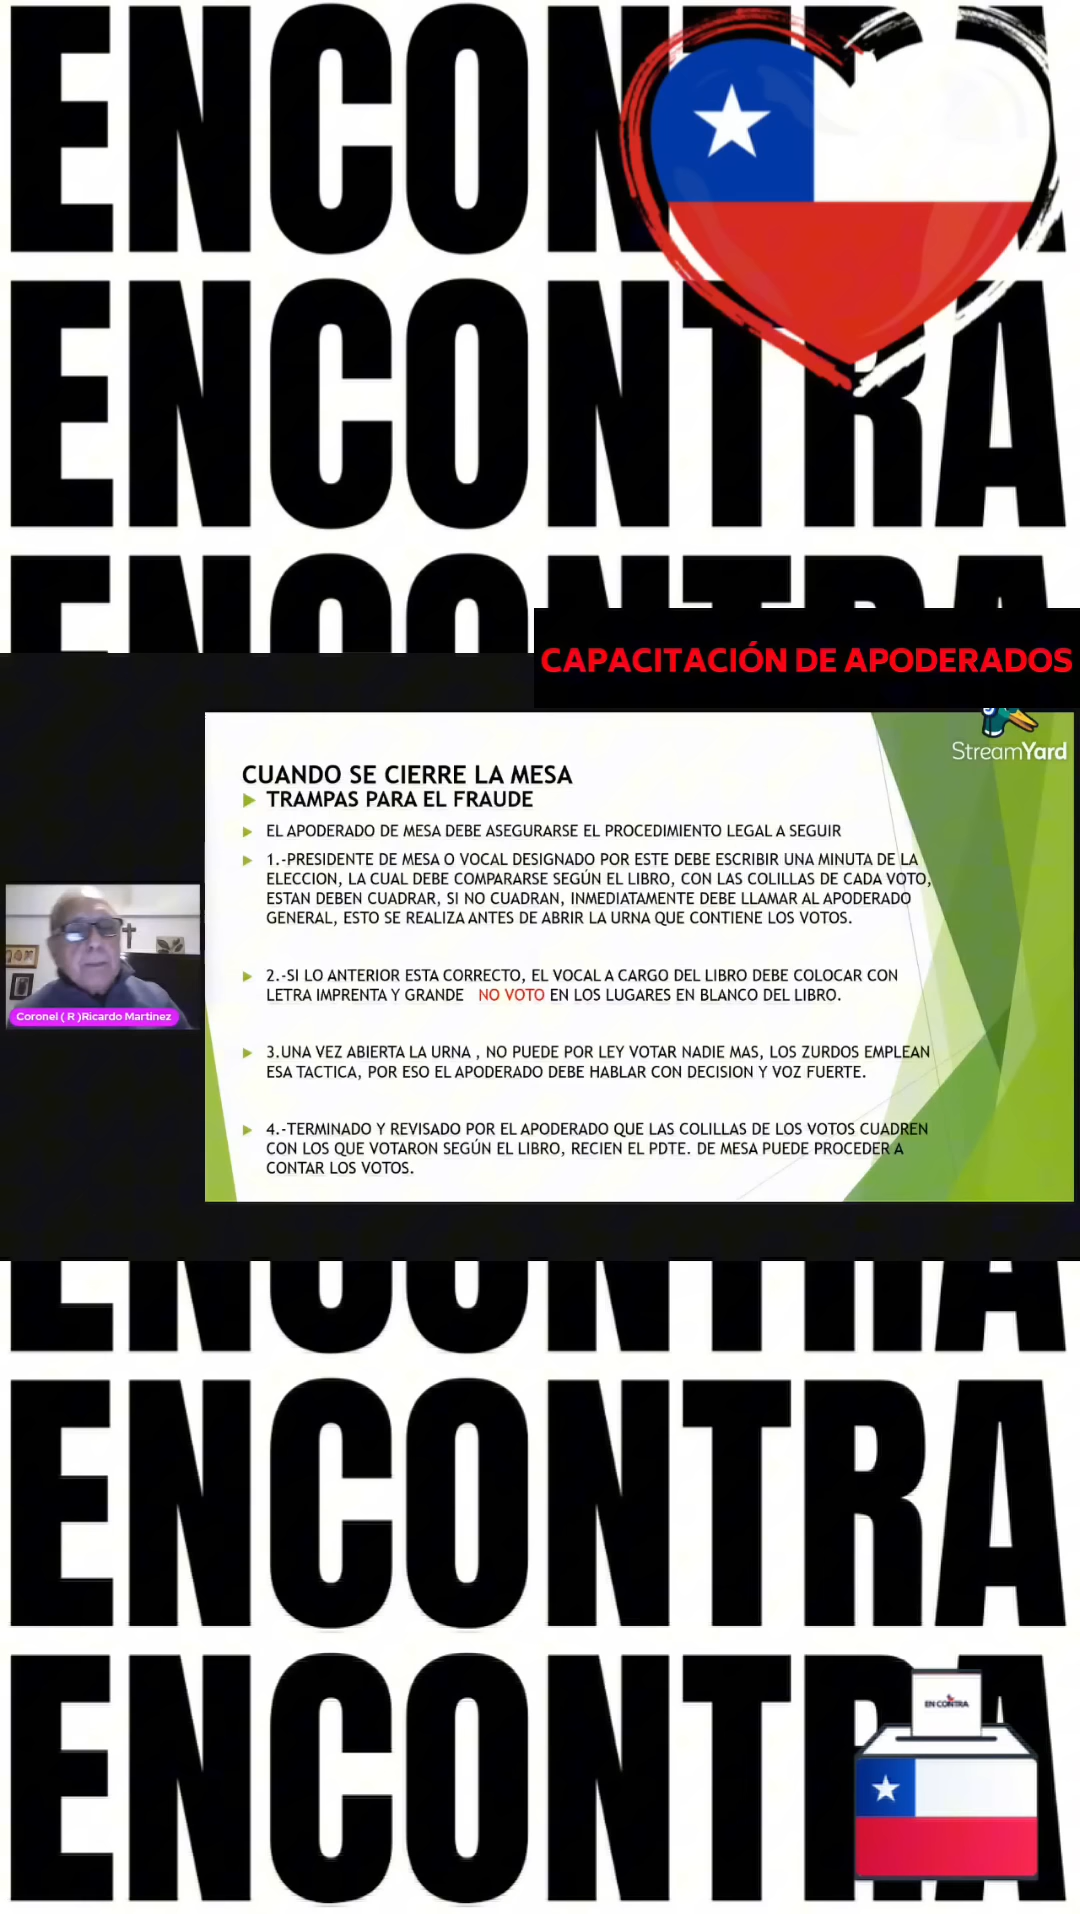 ENCONTRA
ENCONTRA
ENCONTRA
CAPACITACIÓN DE APODERADOS
StreamYard
CUANDO SE CIERRE LA MESA
TRAMPAS PARA EL FRAUDE
EL APODERADO DE MESA DEBE ASEGURARSE EL PROCEDIMIENTO LEGAL A SEGUIR
1.-PRESIDENTE DE MESA O VOCAL DESIGNADO POR ESTE DEBE ESCRIBIR UNA MINUTA DE LA
ELECCION, LA CUAL DEBE COMPARARSE SEGÚN EL LIBRO, CON LAS COLILLAS DE CADA VOTO,
ESTAN DEBEN CUADRAR, SI NO CUADRAN, INMEDIATAMENTE DEBE LLAMAR AL APODERADO
GENERAL, ESTO SE REALIZA ANTES DE ABRIR LA URNA QUE CONTIENE LOS VOTOS.
2.-SI LO ANTERIOR ESTA CORRECTO, EL VOCAL A CARGO DEL LIBRO DEBE COLOCAR CON
LETRA IMPRENTA Y GRANDE NO VOTO EN LOS LUGARES EN BLANCO DEL LIBRO.
3.UNA VEZ ABIERTA LA URNA , NO PUEDE POR LEY VOTAR NADIE MAS, LOS ZURDOS EMPLEAN
ESA TACTICA, POR ESO EL APODERADO DEBE HABLAR CON DECISION Y VOZ FUERTE.
4.-TERMINADO Y REVISADO POR EL APODERADO QUE LAS COLILLAS DE LOS VOTOS CUADREN
CON LOS QUE VOTARON SEGÚN EL LIBRO, RECIEN EL PDTE. DE MESA PUEDE PROCEDER A
CONTAR LOS VOTOS.
Coronel ( R )Ricardo Martinez
ENCONTRA
ENCONTRA
ENCONTRA
EN CONTRA